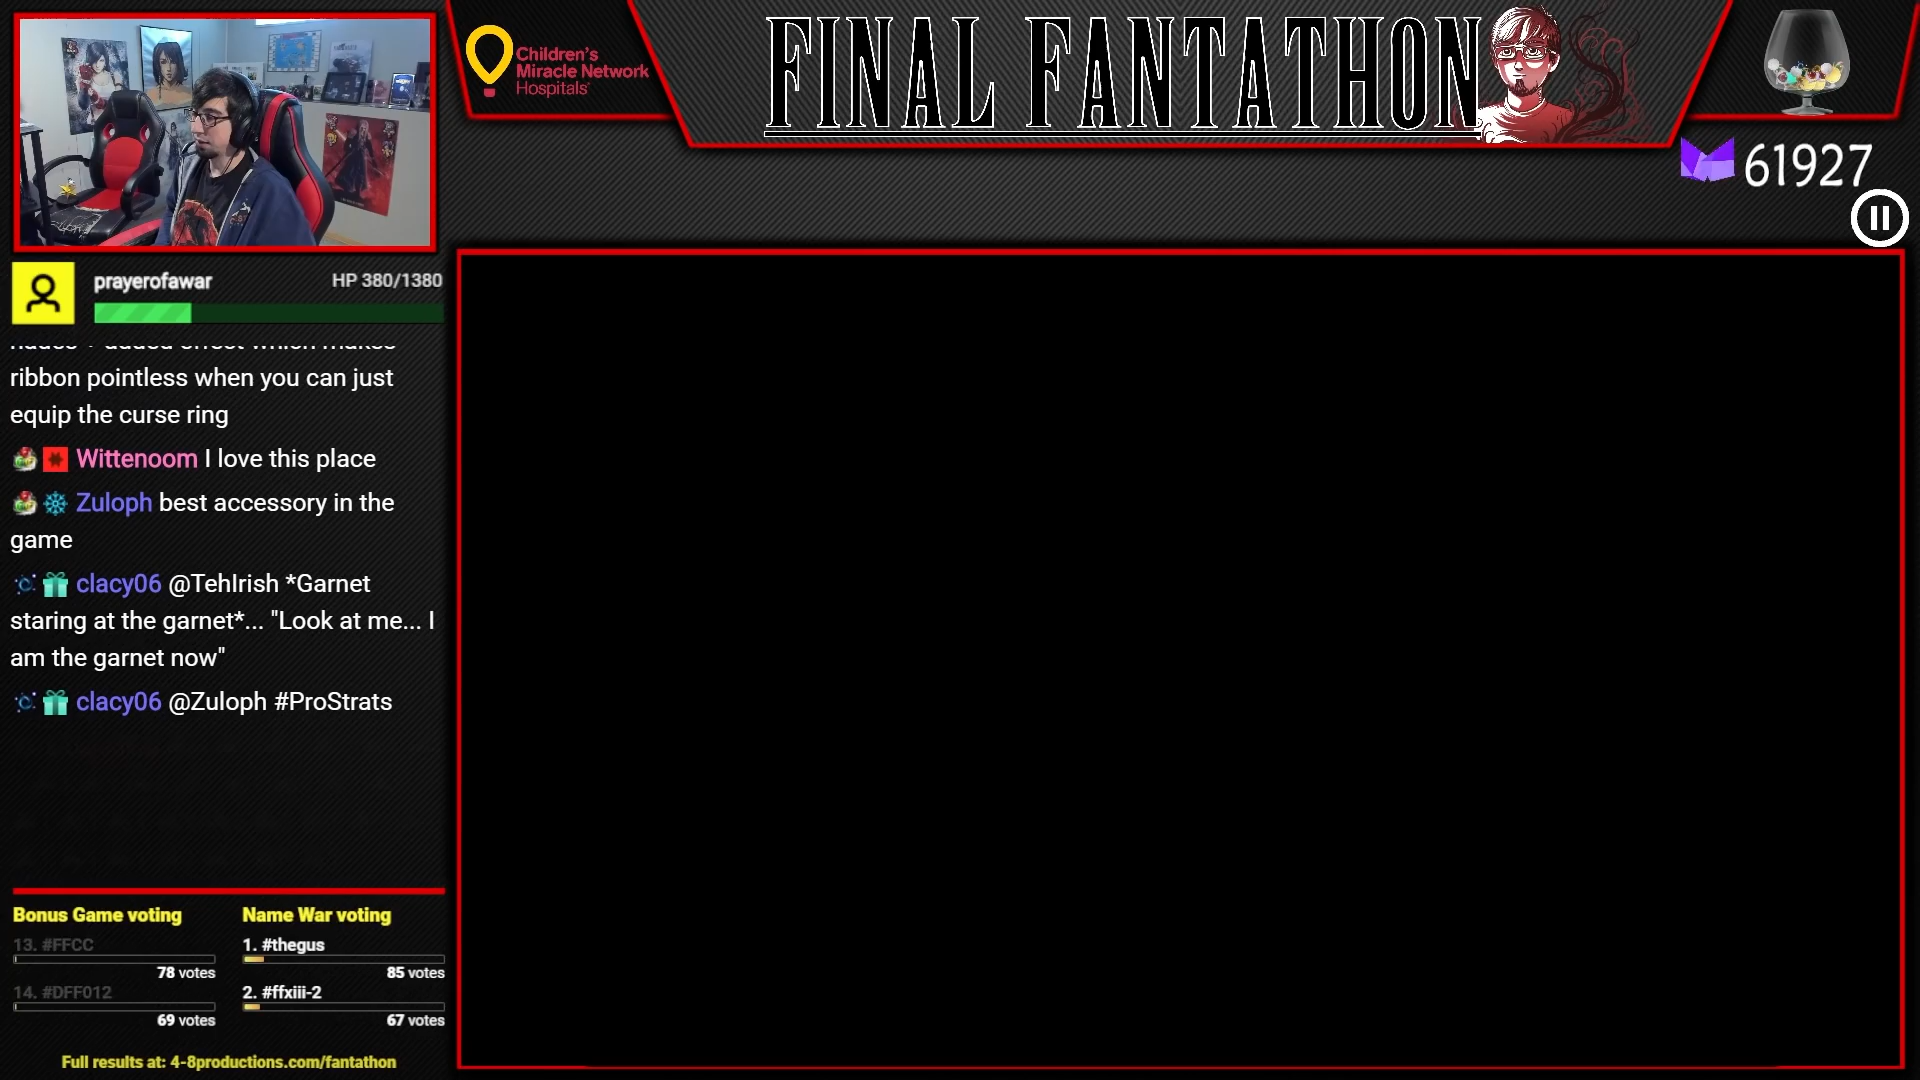 Children's
Miracle Network
Hospitals
FINAL FANTATHON
61927
prayerofawar HP 380/1380
added effect which makes
ribbon pointless when you can just
equip the curse ring
Wittenoom I love this place
Zuloph best accessory in the
game
clacy06 @TehIrish *Garnet
staring at the garnet*... "Look at me... I
am the garnet now"
clacy06 @Zuloph #ProStrats
Bonus Game voting
13. #FFCC
78 votes
14. #DFF012
69 votes
Name War voting
1. #thegus
85 votes
2. #ffxiii-2
67 votes
Full results at: 4-8productions.com/fantathon